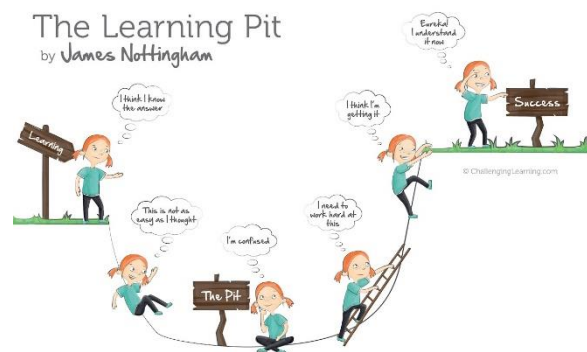 The Learning Pit
by James Nottingham
Learning
I think I know
the answer
This is not as
easy as I thought
The Pit
I'm confused
I need to
work hard at
this
I think I'm
getting it
Eureka!
I understand
it now
Success
© ChallengingLearning.com